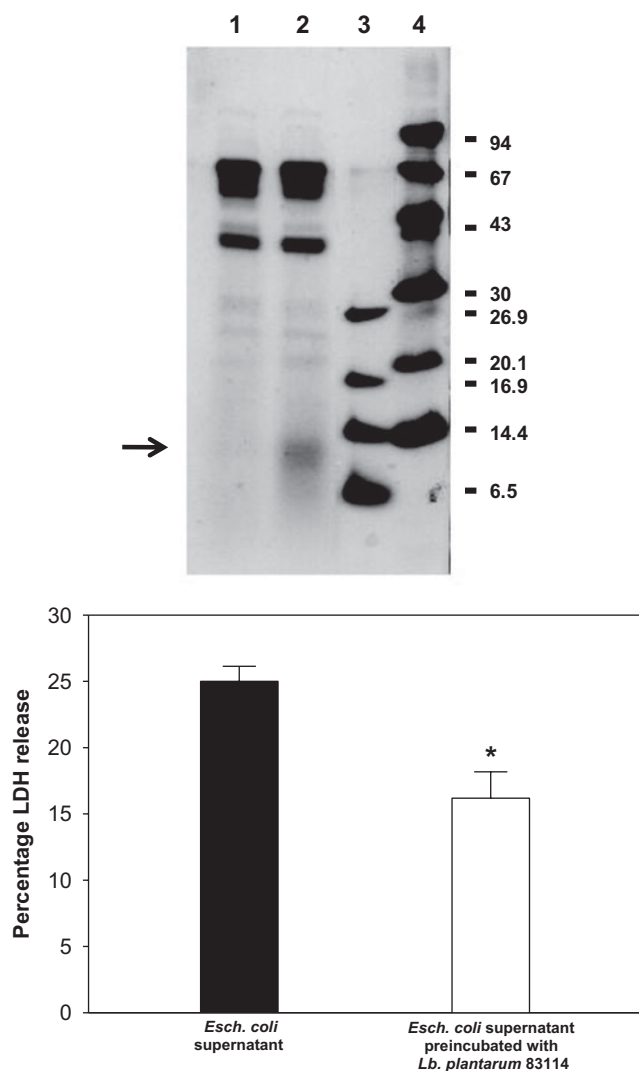 1 2 3 4
94
67
43
30
26.9
20.1
16.9
14.4
6.5
30
25
20
15
10
5
0
Percentage LDH release
*
Esch. coli
supernatant
Esch. coli supernatant
preincubated with
Lb. plantarum 83114